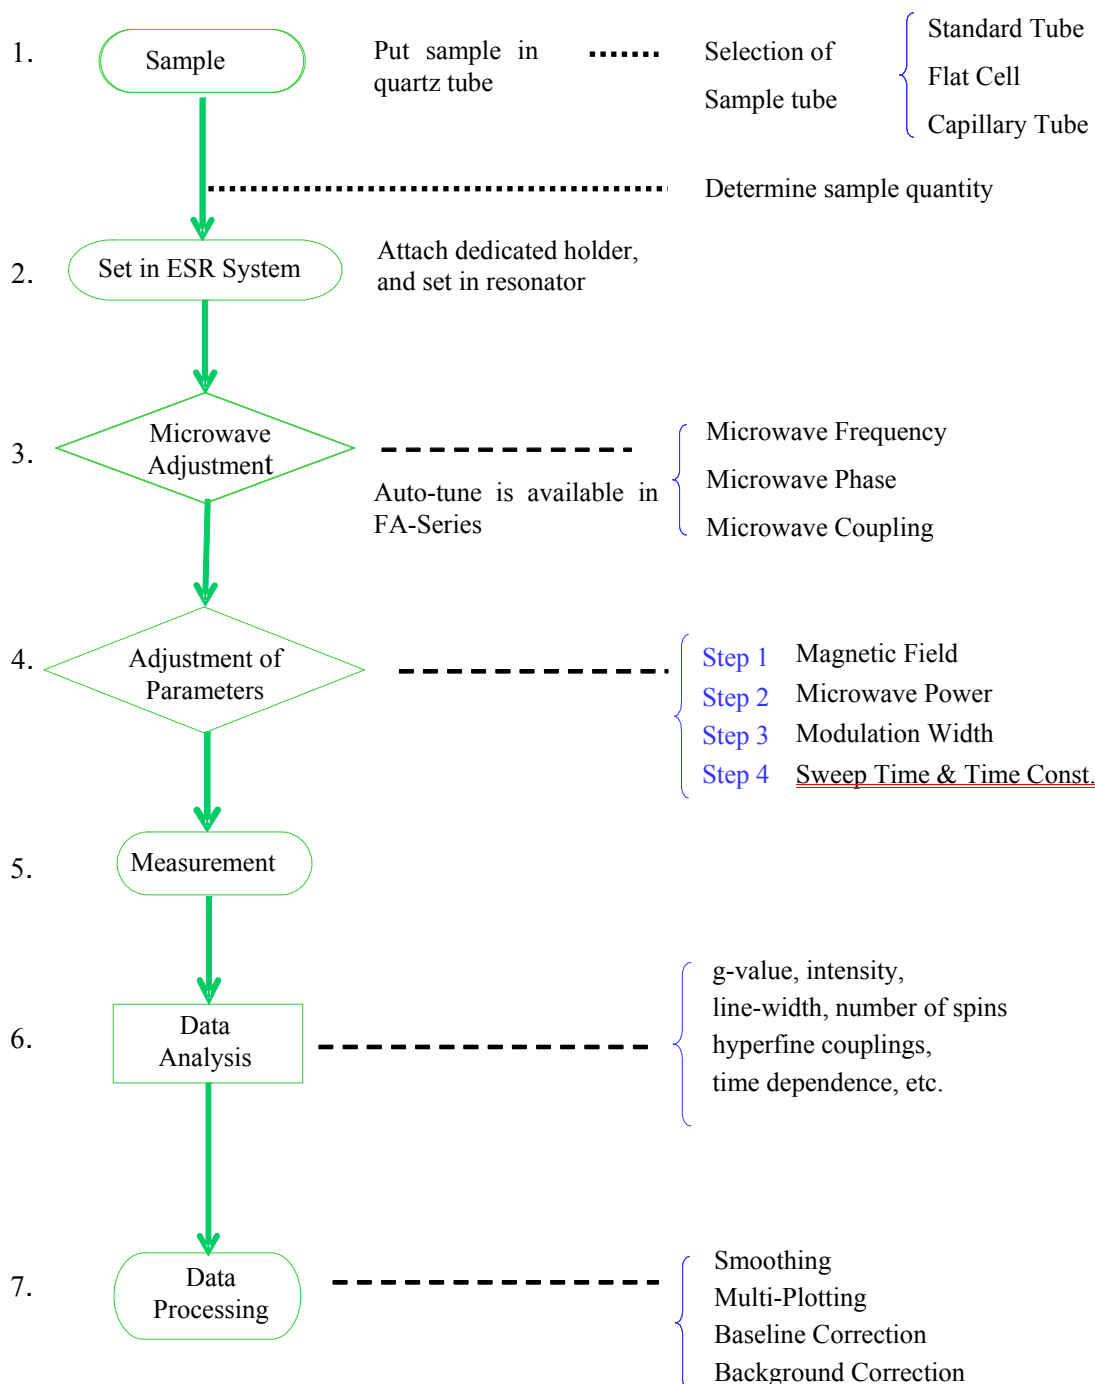 1.
Sample
Put sample in
quartz tube
Selection of
Sample tube
Standard Tube
Flat Cell
Capillary Tube
Determine sample quantity
2.
Set in ESR System
Attach dedicated holder,
and set in resonator
3.
Microwave
Adjustment
Auto-tune is available in
FA-Series
Microwave Frequency
Microwave Phase
Microwave Coupling
4.
Adjustment of
Parameters
Step 1 Magnetic Field
Step 2 Microwave Power
Step 3 Modulation Width
Step 4 Sweep Time & Time Const.
5.
Measurement
6.
Data
Analysis
g-value, intensity,
line-width, number of spins
hyperfine couplings,
time dependence, etc.
7.
Data
Processing
Smoothing
Multi-Plotting
Baseline Correction
Background Correction